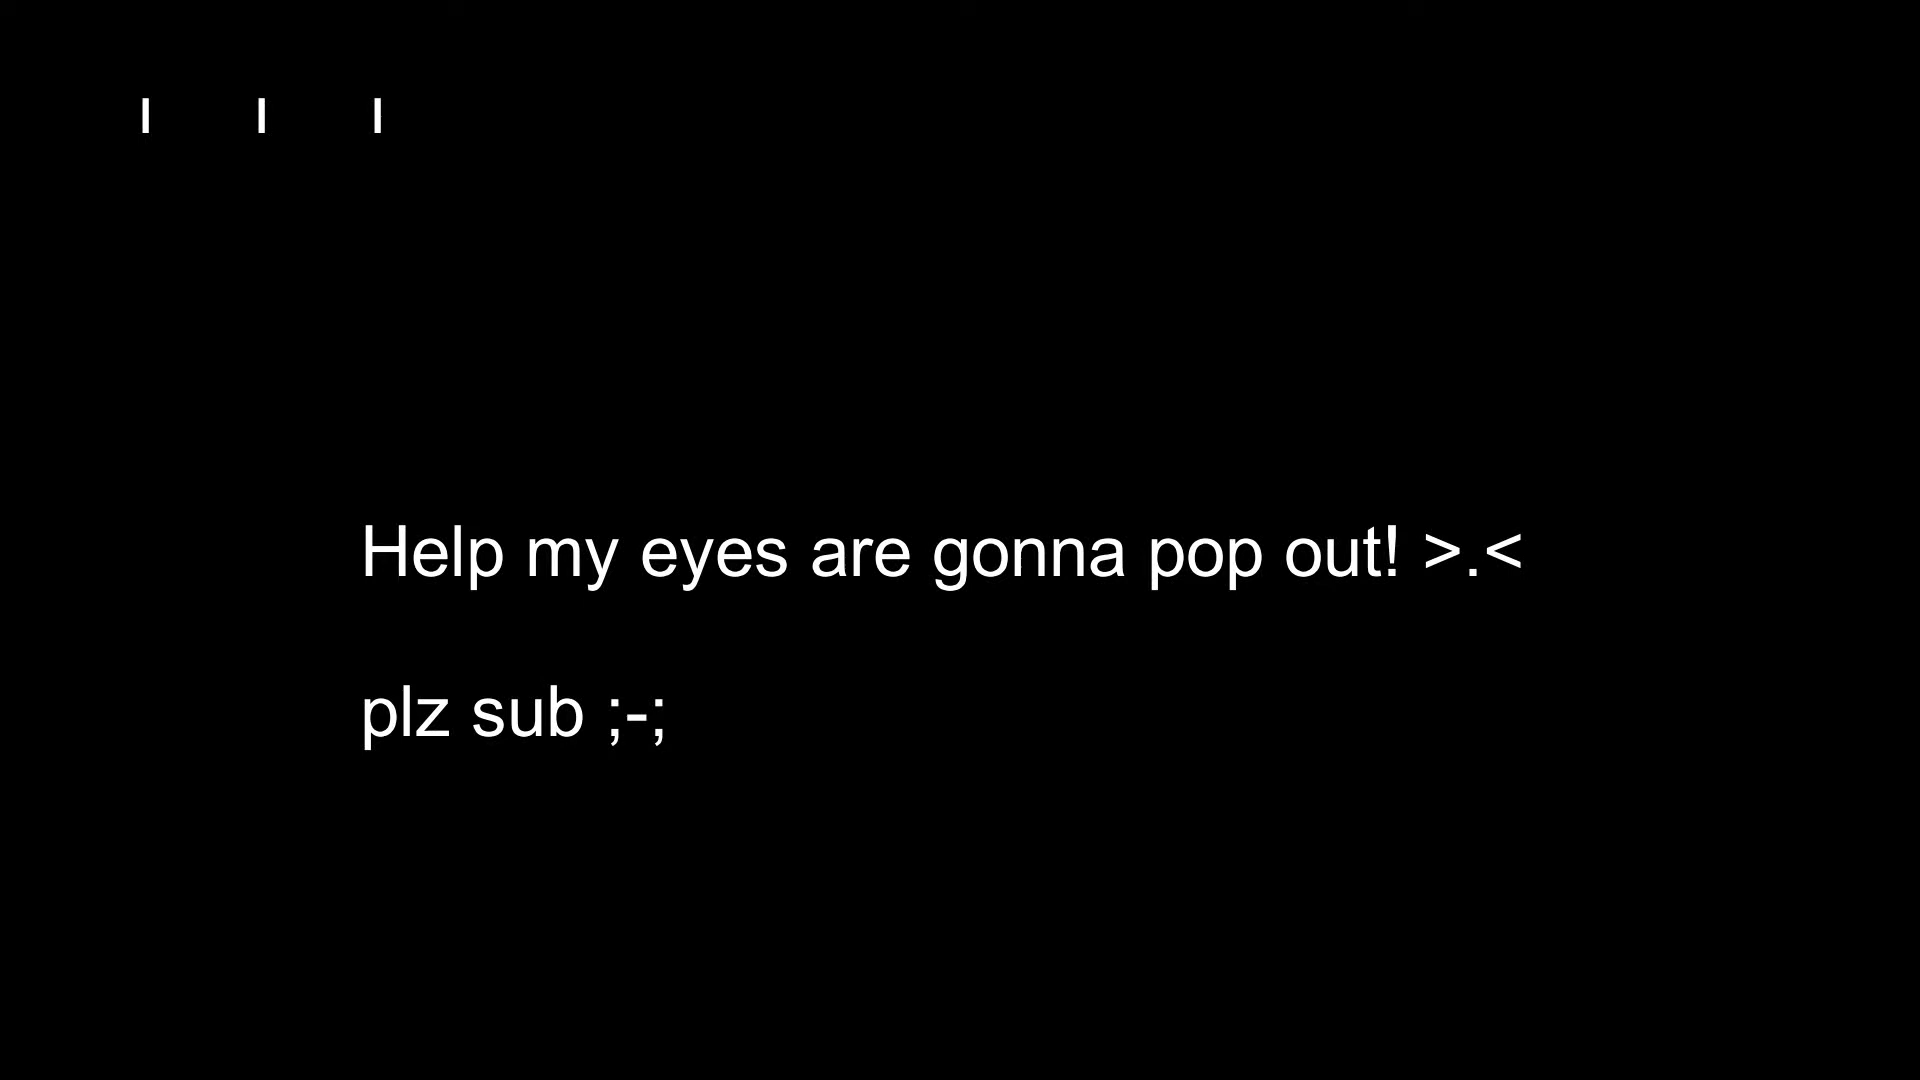 I I I
Help my eyes are gonna pop out! >.<
plz sub ;-;